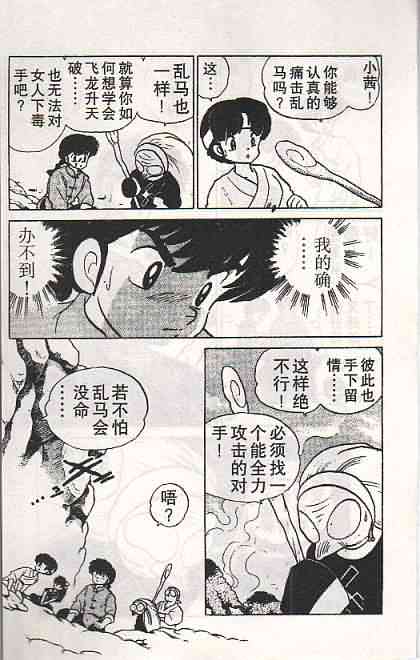 小茜！
你能够
认真的
痛击乱
马吗？
这…
乱马也
一样！
就算你如
何想学会
飞龙升天
破……
也无法对
女人下毒
手吧？
我的确
……
办不到！
彼此也
手下留
情……
这样绝
不行！
必须找一
个能全力
攻击的对
手！
若不怕
乱马会
没命
……
唔？